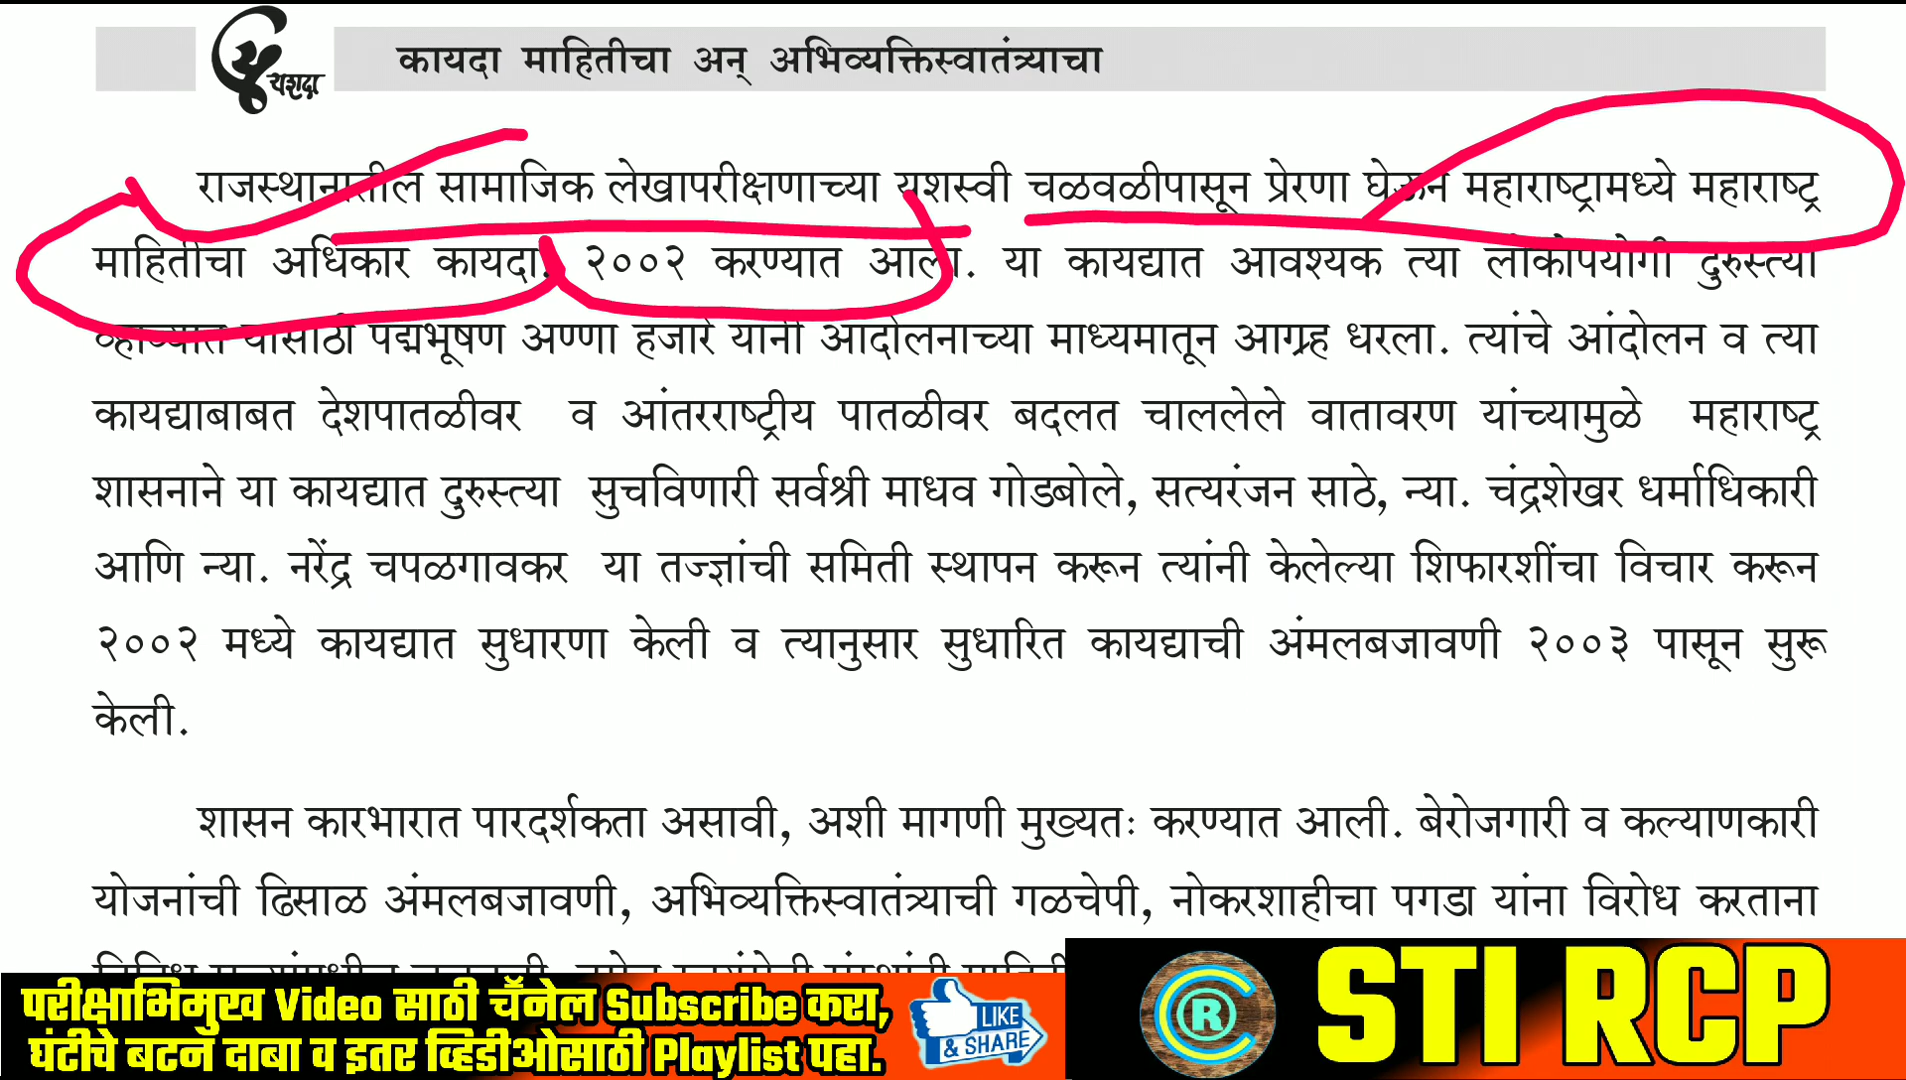 यशदा
कायदा माहितीचा अन् अभिव्यक्तिस्वातंत्र्याचा
राजस्थानातील सामाजिक लेखापरीक्षणाच्या यशस्वी चळवळीपासून प्रेरणा घेऊन महाराष्ट्रामध्ये महाराष्ट्र
माहितीचा अधिकार कायदा, २००२ करण्यात आला. या कायद्यात आवश्यक त्या लोकोपयोगी दुरुस्त्या
व्हाव्यात यासाठी पद्मभूषण अण्णा हजारे यांनी आंदोलनाच्या माध्यमातून आग्रह धरला. त्यांचे आंदोलन व त्या
कायद्याबाबत देशपातळीवर व आंतरराष्ट्रीय पातळीवर बदलत चाललेले वातावरण यांच्यामुळे महाराष्ट्र
शासनाने या कायद्यात दुरुस्त्या सुचविणारी सर्वश्री माधव गोडबोले, सत्यरंजन साठे, न्या. चंद्रशेखर धर्माधिकारी
आणि न्या. नरेंद्र चपळगावकर या तज्ज्ञांची समिती स्थापन करून त्यांनी केलेल्या शिफारशींचा विचार करून
२००२ मध्ये कायद्यात सुधारणा केली व त्यानुसार सुधारित कायद्याची अंमलबजावणी २००३ पासून सुरू
केली.
शासन कारभारात पारदर्शकता असावी, अशी मागणी मुख्यतः करण्यात आली. बेरोजगारी व कल्याणकारी
योजनांची ढिसाळ अंमलबजावणी, अभिव्यक्तिस्वातंत्र्याची गळचेपी, नोकरशाहीचा पगडा यांना विरोध करताना
परीक्षाभिमुख Video साठी चॅनेल Subscribe करा,
घंटीचे बटन दाबा व इतर व्हिडीओसाठी Playlist पहा.
LIKE
& SHARE
R
STI RCP